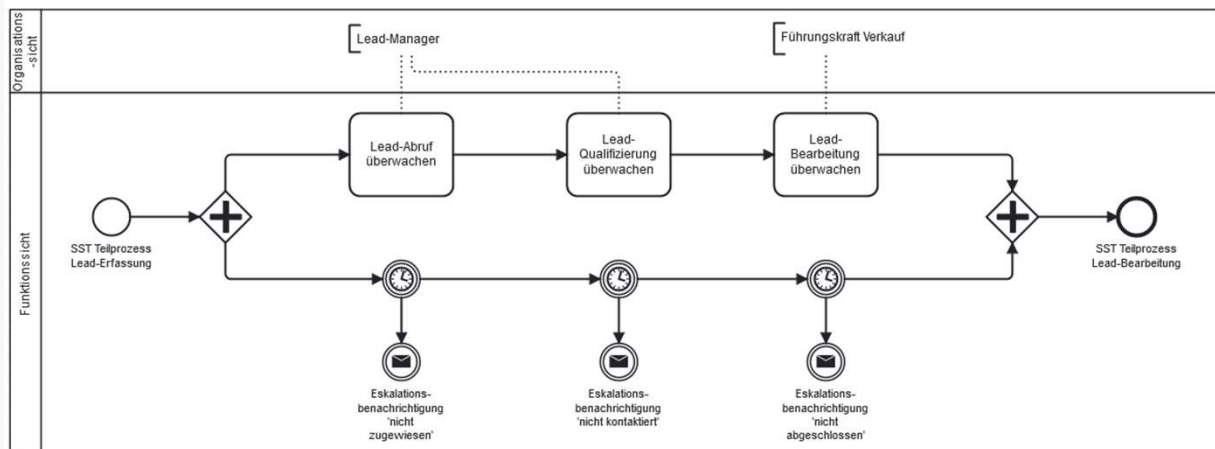 Organisations
-sicht
Lead-Manager
Führungskraft Verkauf
Funktionssicht
Lead-Abruf
überwachen
Lead-
Qualifizierung
überwachen
Lead-
Bearbeitung
überwachen
SST Teilprozess
Lead-Erfassung
SST Teilprozess
Lead-Bearbeitung
Eskalations-
benachrichtigung
'nicht
zugewiesen'
Eskalations-
benachrichtigung
'nicht kontaktiert'
Eskalations-
benachrichtigung
'nicht
abgeschlossen'